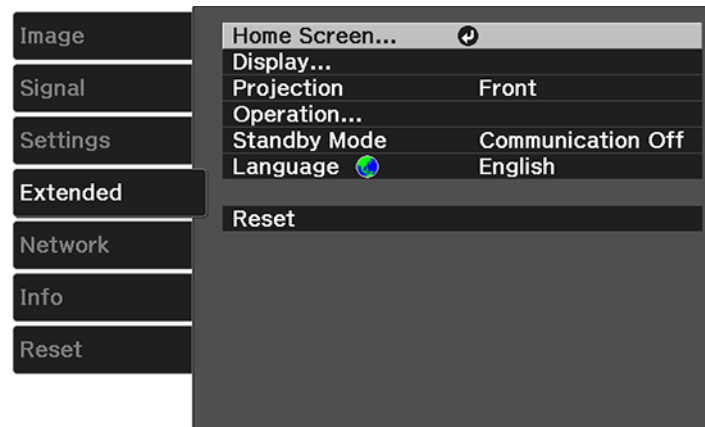 Image
Signal
Settings
Extended
Network
Info
Reset
Home Screen...
Display...
Projection Front
Operation...
Standby Mode Communication Off
Language English
Reset